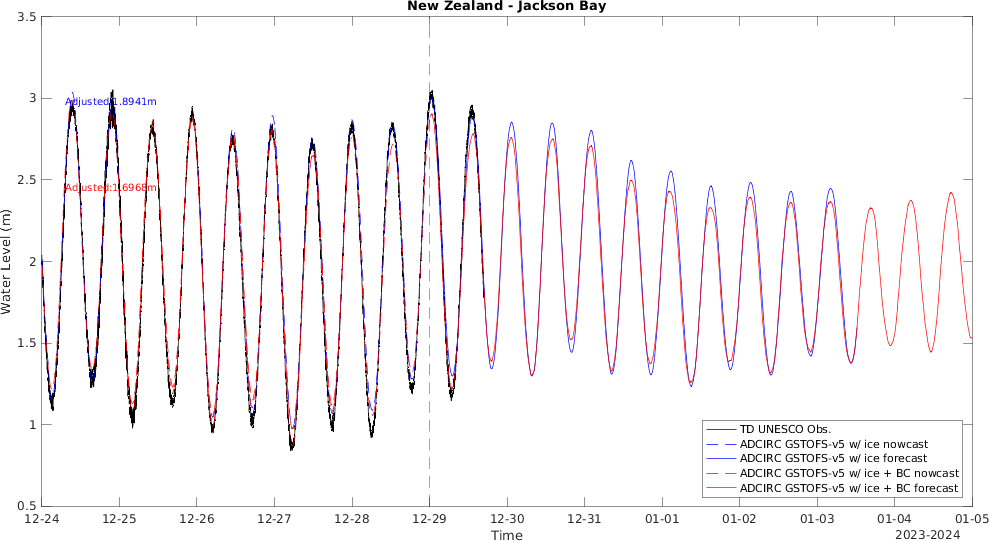 New Zealand - Jackson Bay
3.5
3
2.5
2
1.5
1
0.5
Water Level (m)
Adjusted:1.8941m
Adjusted:1.6968m
TD UNESCO Obs.
ADCIRC GSTOFS-v5 w/ ice nowcast
ADCIRC GSTOFS-v5 w/ ice forecast
ADCIRC GSTOFS-v5 w/ ice + BC nowcast
ADCIRC GSTOFS-v5 w/ ice + BC forecast
12-24 12-25 12-26 12-27 12-28 12-29 12-30 12-31 01-01 01-02 01-03 01-04 01-05
Time
2023-2024